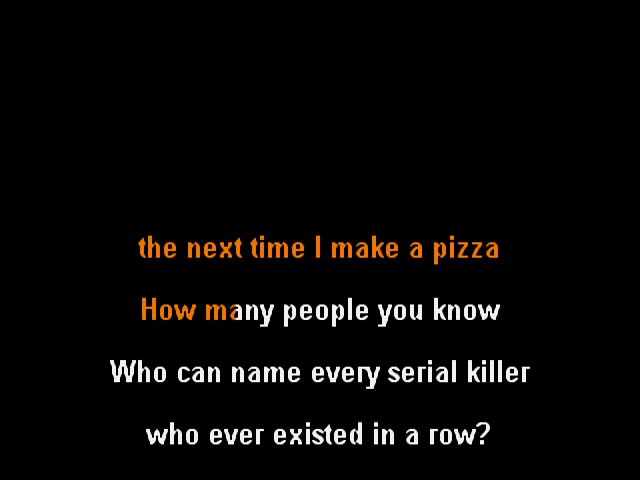 the next time I make a pizza
How many people you know
Who can name every serial killer
who ever existed in a row?